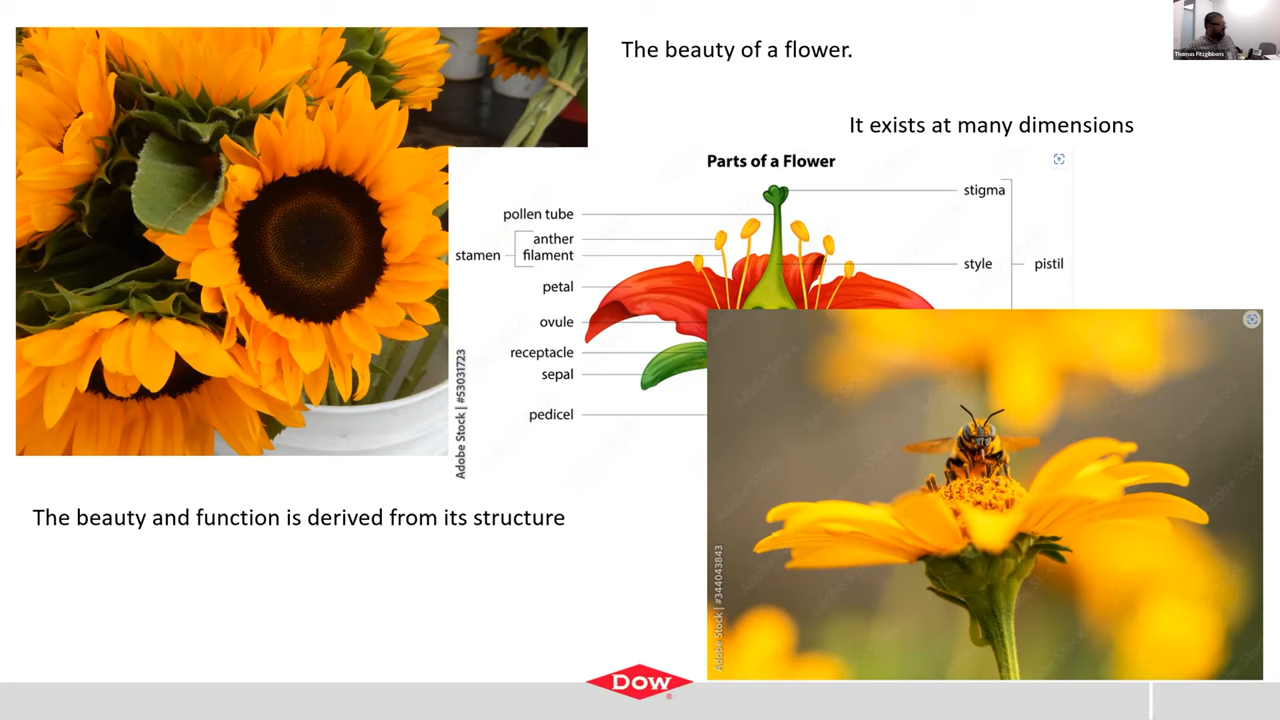 The beauty of a flower.
Thomas Fitzgibbons
It exists at many dimensions
Parts of a Flower
stigma
pollen tube
anther
stamen
filament
style
pistil
petal
ovule
receptacle
sepal
pedicel
Adobe Stock | #53031723
The beauty and function is derived from its structure
Adobe Stock | #344043843
Dow
®